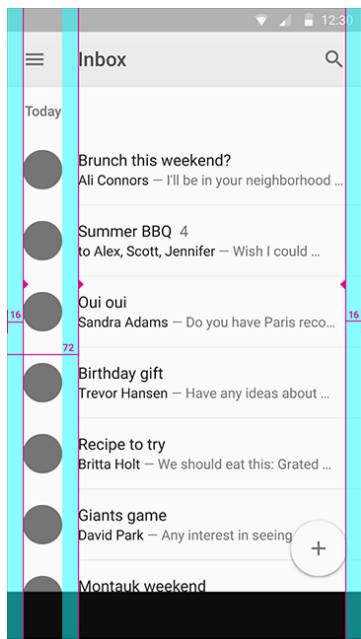 12:30
Inbox
Today
Brunch this weekend?
Ali Connors — I'll be in your neighborhood ...
Summer BBQ 4
to Alex, Scott, Jennifer — Wish I could ...
Oui oui
16
16
Sandra Adams — Do you have Paris reco...
72
Birthday gift
Trevor Hansen — Have any ideas about ...
Recipe to try
Britta Holt — We should eat this: Grated ...
Giants game
David Park — Any interest in seeing
+
Montauk weekend